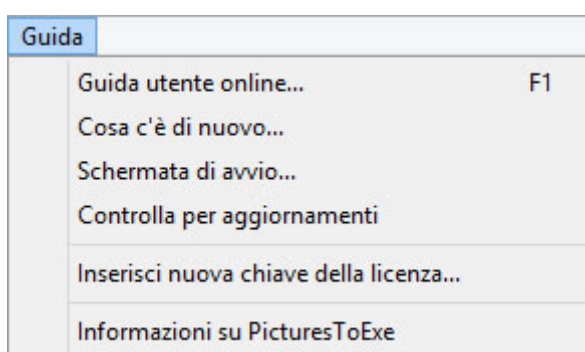 Guida
Guida utente online... F1
Cosa c'è di nuovo...
Schermata di avvio...
Controlla per aggiornamenti
Inserisci nuova chiave della licenza...
Informazioni su PicturesToExe